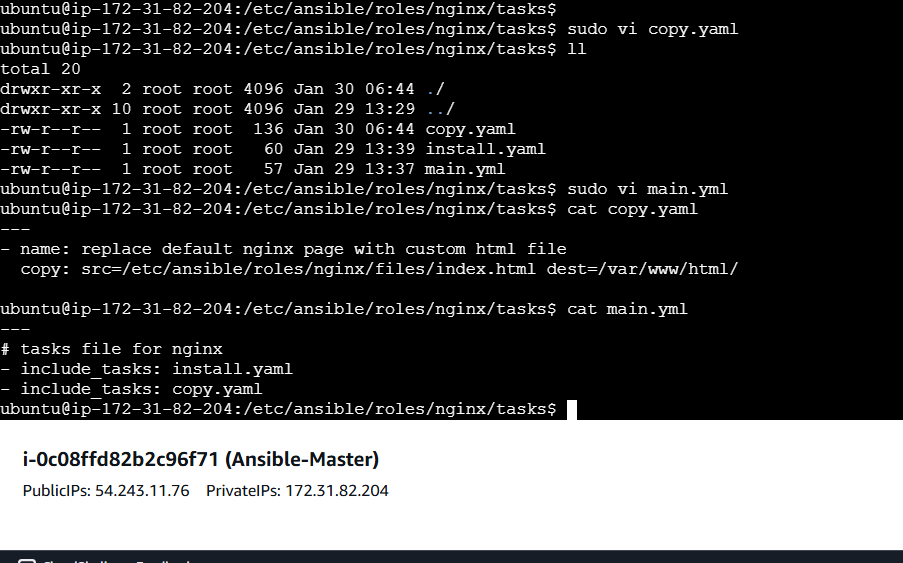 ubuntu@ip-172-31-82-204:/etc/ansible/roles/nginx/tasks$
ubuntu@ip-172-31-82-204:/etc/ansible/roles/nginx/tasks$ sudo vi copy.yaml
ubuntu@ip-172-31-82-204:/etc/ansible/roles/nginx/tasks$ ll
total 20
drwxr-xr-x  2 root root 4096 Jan 30 06:44 ./
drwxr-xr-x 10 root root 4096 Jan 29 13:29 ../
-rw-r--r--  1 root root  136 Jan 30 06:44 copy.yaml
-rw-r--r--  1 root root   60 Jan 29 13:39 install.yaml
-rw-r--r--  1 root root   57 Jan 29 13:37 main.yml
ubuntu@ip-172-31-82-204:/etc/ansible/roles/nginx/tasks$ sudo vi main.yml
ubuntu@ip-172-31-82-204:/etc/ansible/roles/nginx/tasks$ cat copy.yaml
---
- name: replace default nginx page with custom html file
  copy: src=/etc/ansible/roles/nginx/files/index.html dest=/var/www/html/
ubuntu@ip-172-31-82-204:/etc/ansible/roles/nginx/tasks$ cat main.yml
---
# tasks file for nginx
- include_tasks: install.yaml
- include_tasks: copy.yaml
ubuntu@ip-172-31-82-204:/etc/ansible/roles/nginx/tasks$
i-0c08ffd82b2c96f71 (Ansible-Master)
PublicIPs: 54.243.11.76 PrivateIPs: 172.31.82.204